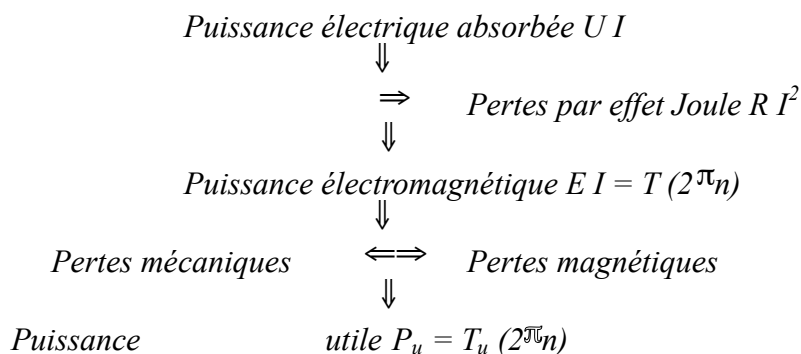 Puissance électrique absorbée U I
⇓
⇒ Pertes par effet Joule R I²
⇓
Puissance électromagnétique E I = T (2πn)
⇓
Pertes mécaniques ⇐⇒ Pertes magnétiques
⇓
Puissance utile Pᵤ = Tᵤ (2πn)